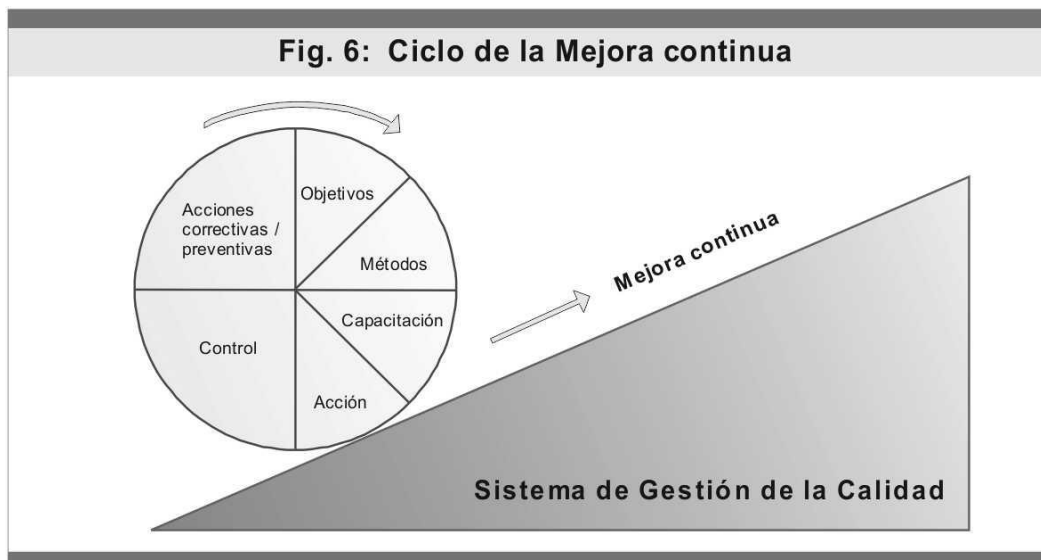 Fig. 6: Ciclo de la Mejora continua
Objetivos
Acciones
correctivas /
preventivas
Métodos
Mejora continua
Capacitación
Control
Acción
Sistema de Gestión de la Calidad